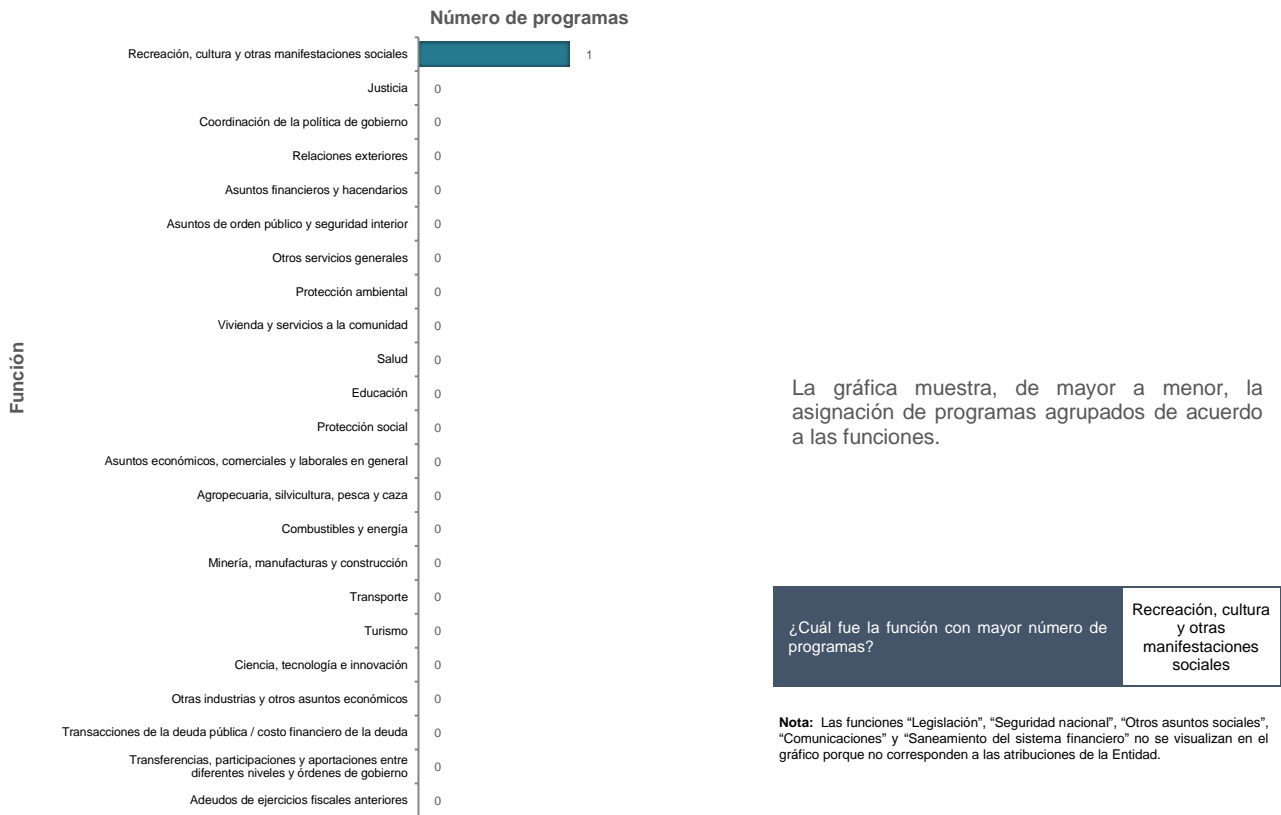 Número de programas
Función
Recreación, cultura y otras manifestaciones sociales 1
Justicia 0
Coordinación de la política de gobierno 0
Relaciones exteriores 0
Asuntos financieros y hacendarios 0
Asuntos de orden público y seguridad interior 0
Otros servicios generales 0
Protección ambiental 0
Vivienda y servicios a la comunidad 0
Salud 0
Educación 0
Protección social 0
Asuntos económicos, comerciales y laborales en general 0
Agropecuaria, silvicultura, pesca y caza 0
Combustibles y energía 0
Minería, manufacturas y construcción 0
Transporte 0
Turismo 0
Ciencia, tecnología e innovación 0
Otras industrias y otros asuntos económicos 0
Transacciones de la deuda pública / costo financiero de la deuda 0
Transferencias, participaciones y aportaciones entre
diferentes niveles y órdenes de gobierno 0
Adeudos de ejercicios fiscales anteriores 0
La gráfica muestra, de mayor a menor, la
asignación de programas agrupados de acuerdo
a las funciones.
¿Cuál fue la función con mayor número de
programas?
Recreación, cultura
y otras
manifestaciones
sociales
Nota: Las funciones “Legislación”, “Seguridad nacional”, “Otros asuntos sociales”,
“Comunicaciones” y “Saneamiento del sistema financiero” no se visualizan en el
gráfico porque no corresponden a las atribuciones de la Entidad.